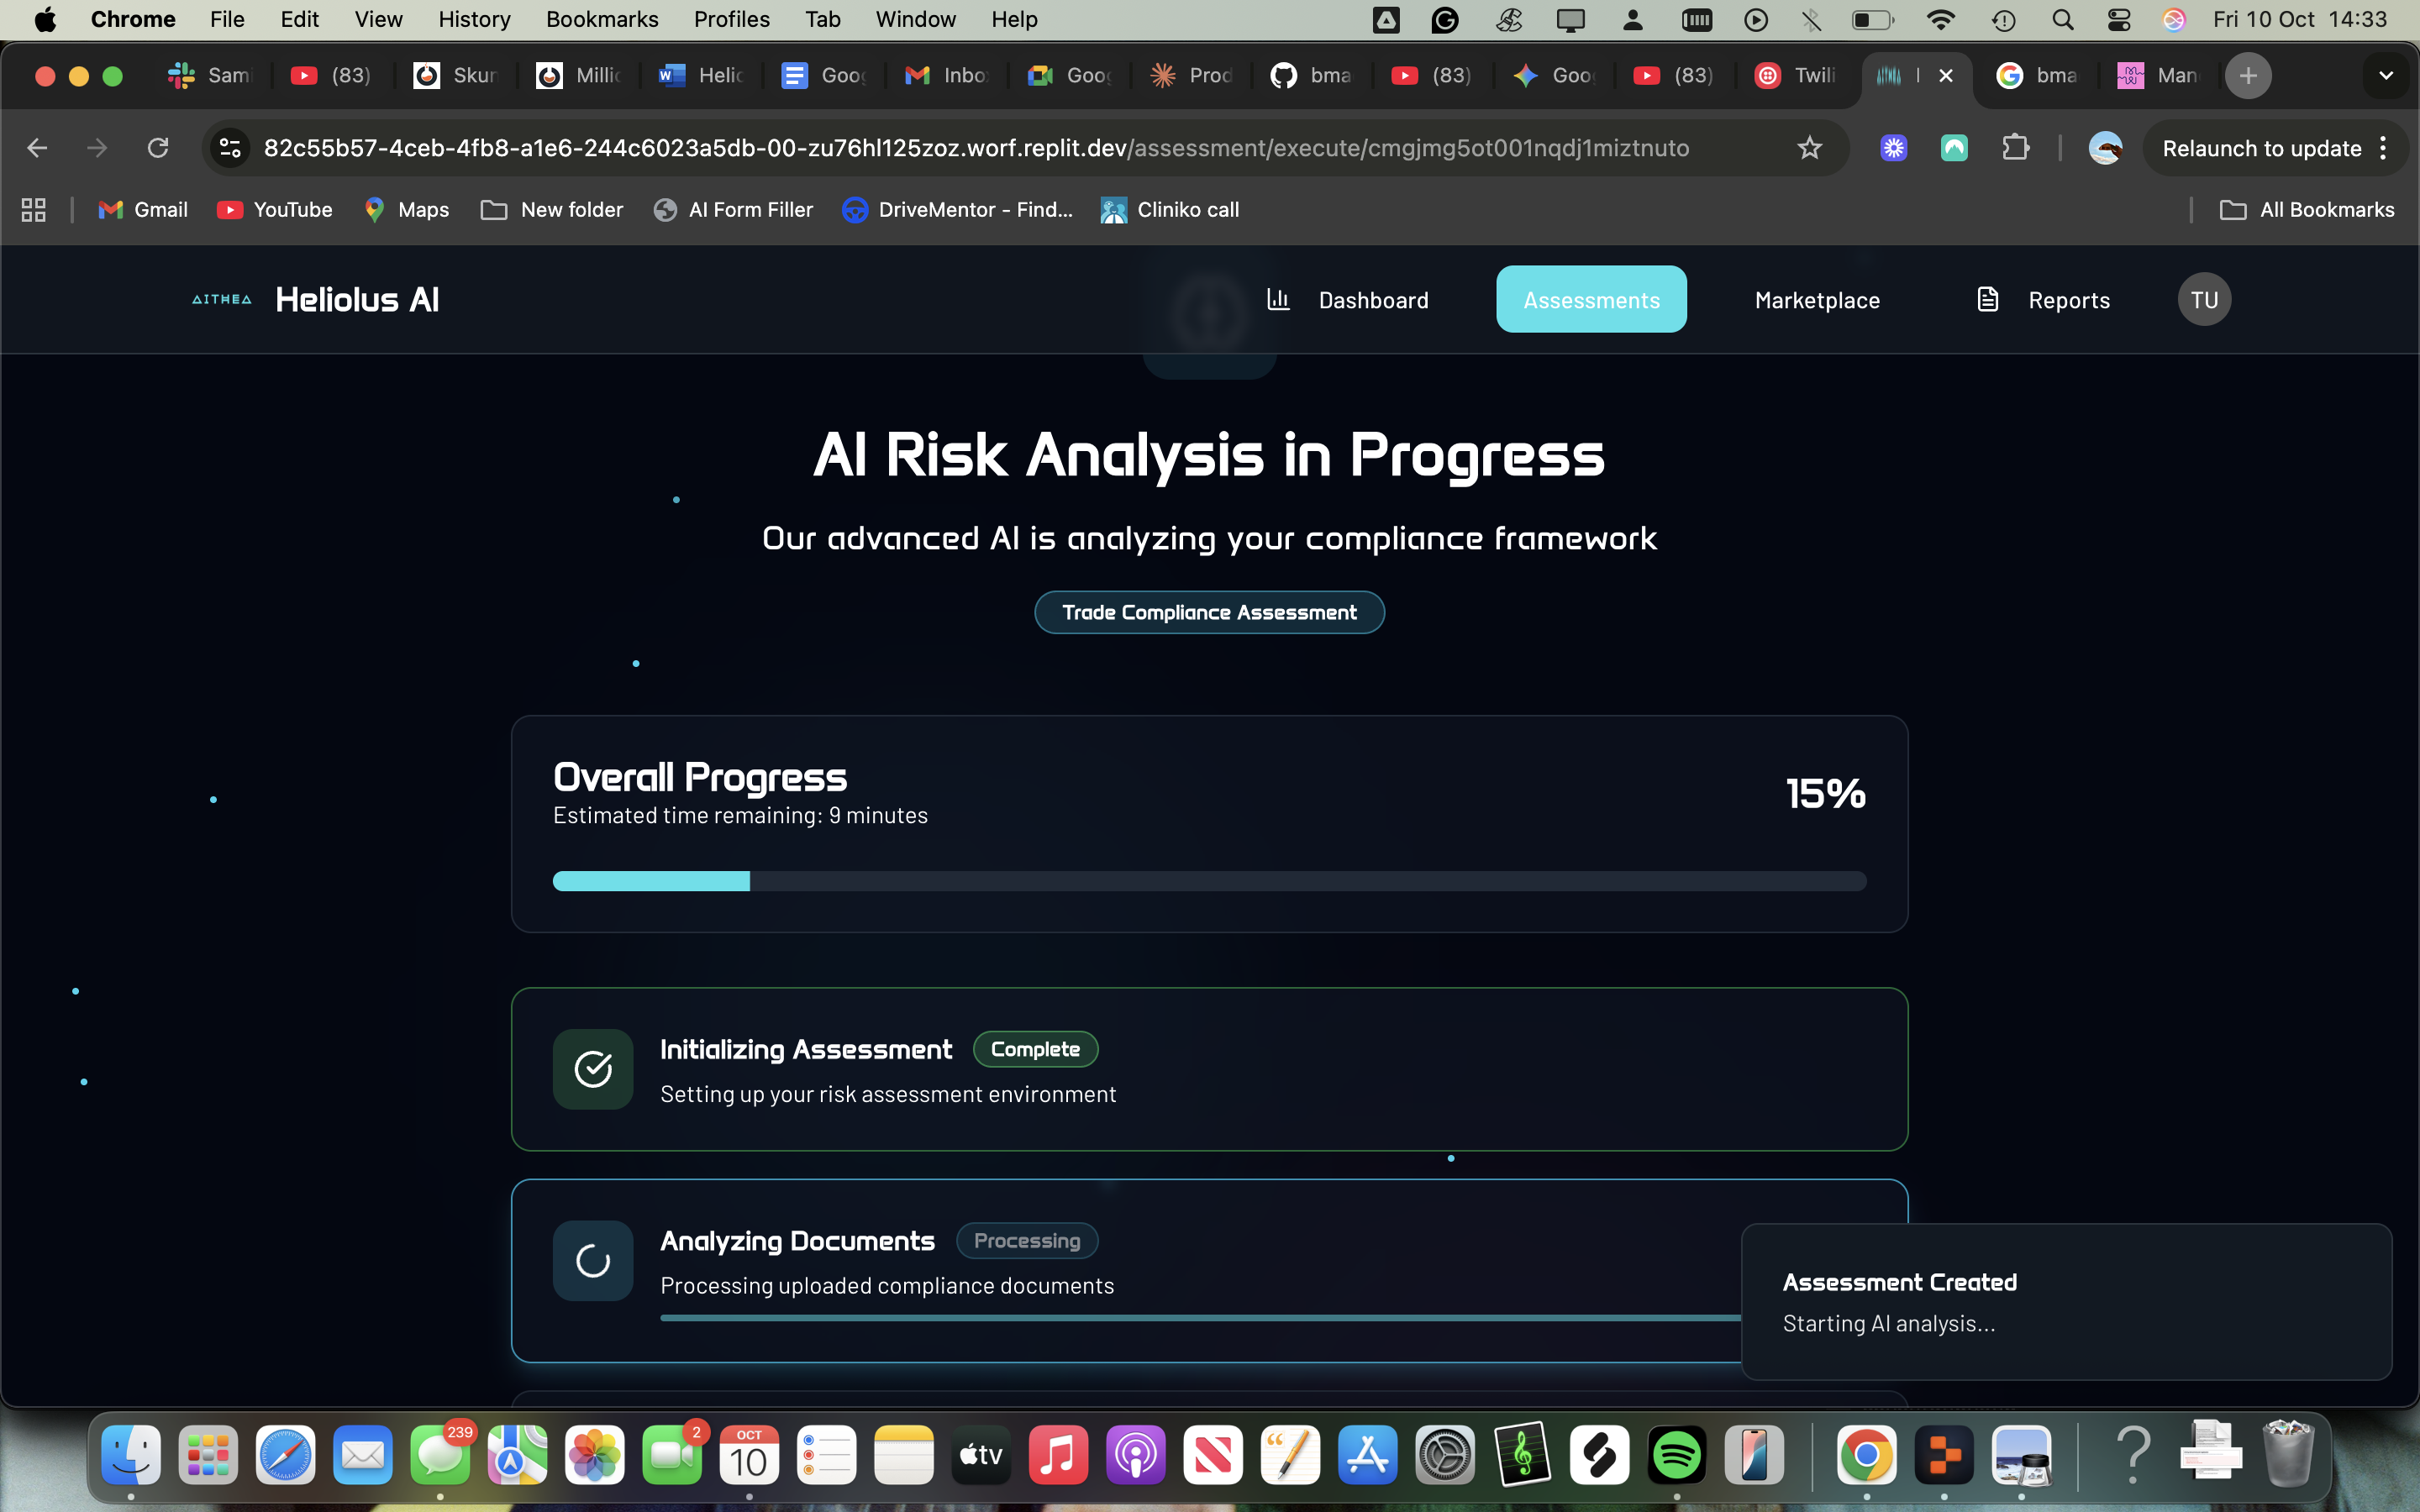 Chrome File Edit View History Bookmarks Profiles Tab Window Help Fri 10 Oct 14:33
Sami (83) Skun Millic Helic Goog Inbo Goog Prod bma (83) Goo (83) Twili bma Man
82c55b57-4ceb-4fb8-a1e6-244c6023a5db-00-zu76hl125zoz.worf.replit.dev/assessment/execute/cmgjmg5ot001nqdj1miztnuto Relaunch to update
Gmail YouTube Maps New folder AI Form Filler DriveMentor - Find... Cliniko call All Bookmarks
AITHEA Heliolus AI Dashboard Assessments Marketplace Reports TU
AI Risk Analysis in Progress
Our advanced AI is analyzing your compliance framework
Trade Compliance Assessment
Overall Progress
15%
Estimated time remaining: 9 minutes
Initializing Assessment Complete
Setting up your risk assessment environment
Analyzing Documents Processing
Processing uploaded compliance documents
Assessment Created
Starting AI analysis...
239 2 OCT
10 tv